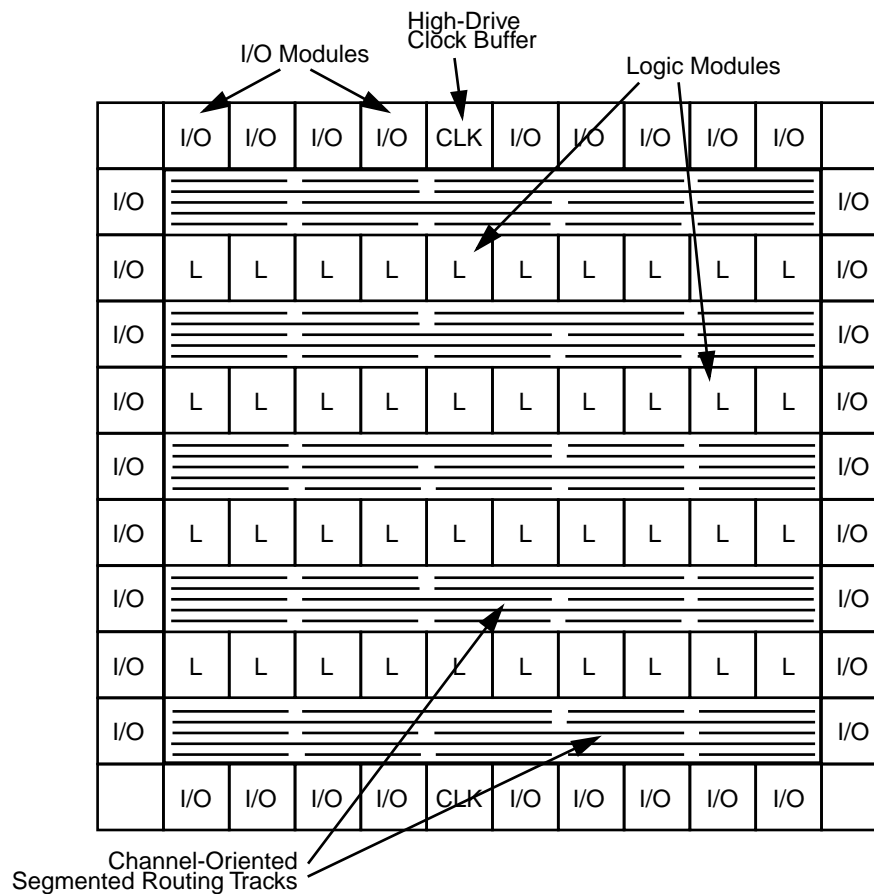 High-Drive
Clock Buffer
I/O Modules
Logic Modules
I/O I/O I/O I/O CLK I/O I/O I/O I/O I/O
I/O I/O
I/O L L L L L L L L L L I/O
I/O I/O
I/O L L L L L L L L L L I/O
I/O I/O
I/O L L L L L L L L L L I/O
I/O I/O
I/O L L L L L L L L L L I/O
I/O I/O
I/O I/O I/O I/O CLK I/O I/O I/O I/O I/O
Channel-Oriented
Segmented Routing Tracks